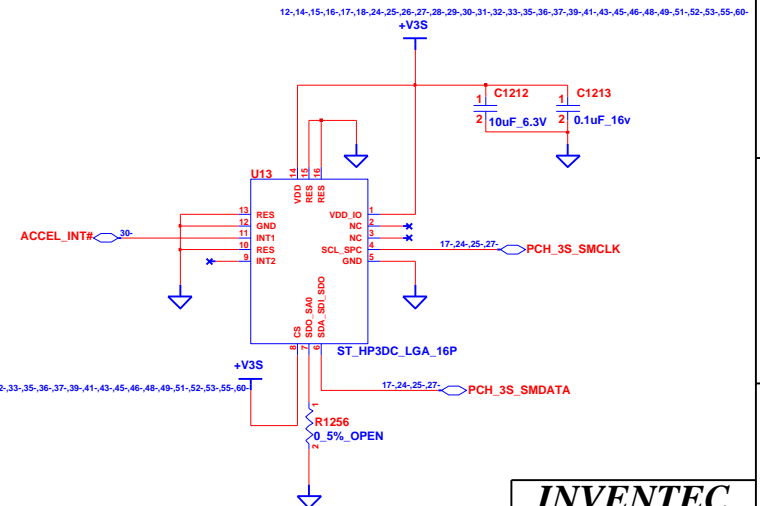 12-,14-,15-,16-,17-,18-,24-,25-,26-,27-,28-,29-,30-,31-,32-,33-,35-,36-,37-,39-,41-,43-,45-,46-,48-,49-,51-,52-,53-,55-,60-
+V3S
1 C1212
2 10uF_6.3V
1 C1213
2 0.1uF_16v
U13
14 15 16
VDD RES RES
13 RES
12 GND
11 INT1
10 RES
9 INT2
VDD_IO 1
NC 2
NC 3
SCL_SPC 4
GND 5
ACCEL_INT# 30-
17-,24-,25-,27- PCH_3S_SMCLK
CS SDO_SA0 SDA_SDI_SDO
8 7 6
ST_HP3DC_LGA_16P
+V3S
2-,33-,35-,36-,37-,39-,41-,43-,45-,46-,48-,49-,51-,52-,53-,55-,60-
17-,24-,25-,27- PCH_3S_SMDATA
1
R1256
0_5%_OPEN
2
INVENTEC